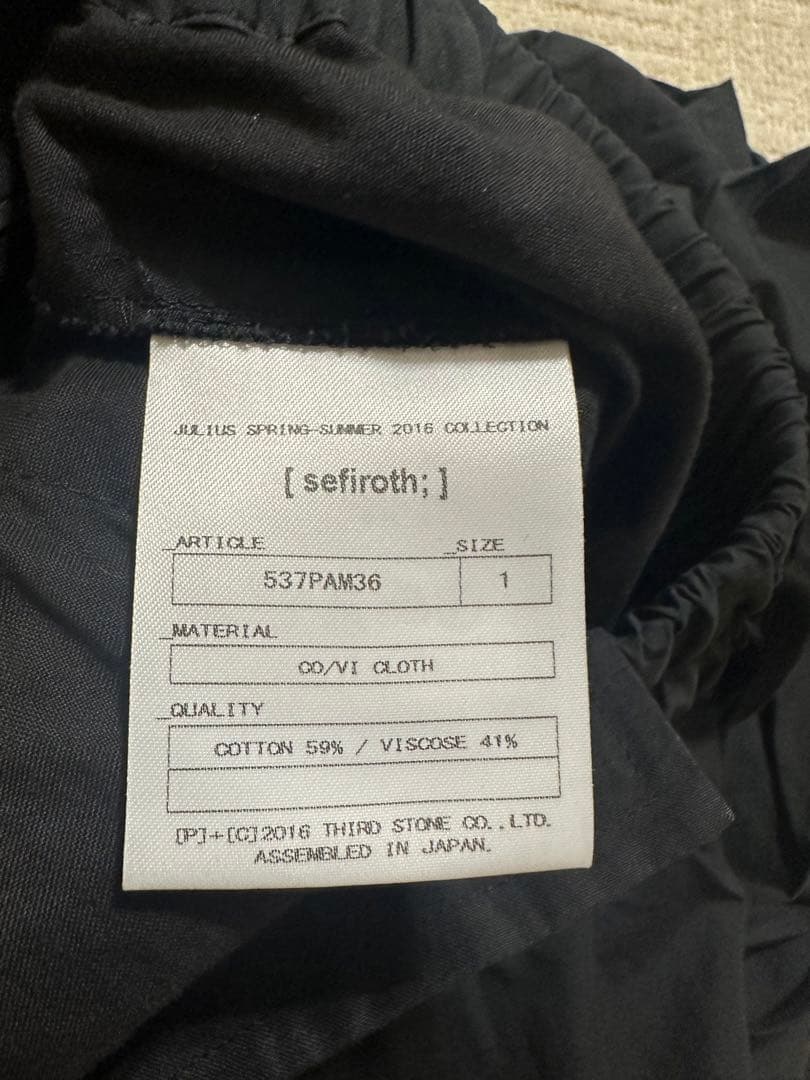 JULIUS SPRING-SUMMER 2016 COLLECTION
[ sefiroth; ]
_ARTICLE _SIZE
537PAM36 1
_MATERIAL
CO/VI CLOTH
_QUALITY
COTTON 59% / VISCOSE 41%
[P]+[C]2016 THIRD STONE CO.,LTD.
ASSEMBLED IN JAPAN.